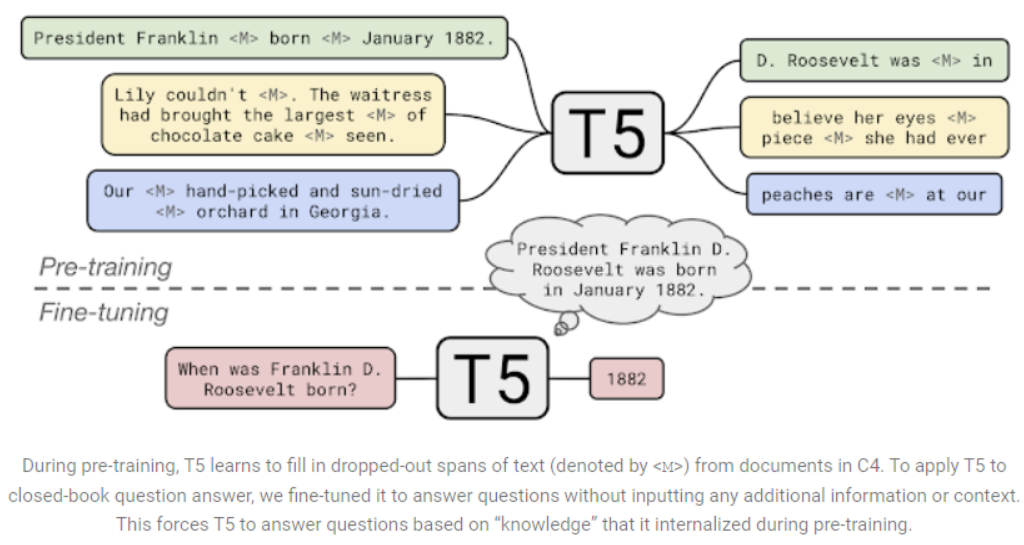 President Franklin <M> born <M> January 1882.
D. Roosevelt was <M> in
Lily couldn't <M>. The waitress
had brought the largest <M> of
chocolate cake <M> seen.
T5
believe her eyes <M>
piece <M> she had ever
Our <M> hand-picked and sun-dried
<M> orchard in Georgia.
peaches are <M> at our
President Franklin D.
Roosevelt was born
in January 1882.
Pre-training
Fine-tuning
When was Franklin D.
Roosevelt born?
T5
1882
During pre-training, T5 learns to fill in dropped-out spans of text (denoted by <M>) from documents in C4. To apply T5 to
closed-book question answer, we fine-tuned it to answer questions without inputting any additional information or context.
This forces T5 to answer questions based on “knowledge” that it internalized during pre-training.